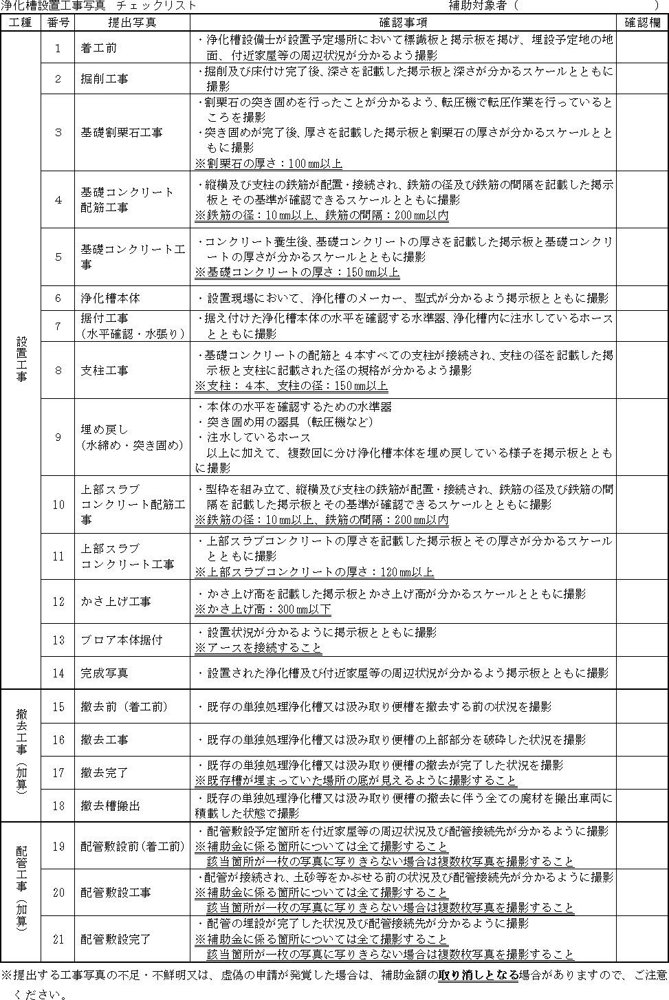 浄化槽設置工事写真　チェックリスト　　補助対象者（　　　　　　　　　　）
工種　番号　提出写真　確認事項　確認欄
設置工事
1　着工前　・浄化槽設備士が設置予定場所において標識板と掲示板を掲げ、埋設予定地の地
面、付近家屋等の周辺状況が分かるよう撮影
2　掘削工事　・掘削及び床付け完了後、深さを記載した掲示板と深さが分かるスケールとともに
撮影
3　基礎割栗石工事　・割栗石の突き固めを行ったことが分かるよう、転圧機で転圧作業を行っていると
ころを撮影
・突き固めが完了後、厚さを記載した掲示板と割栗石の厚さが分かるスケールとと
もに撮影
※割栗石の厚さ：100㎜以上
4　基礎コンクリート
配筋工事　・縦横及び支柱の鉄筋が配置・接続され、鉄筋の径及び鉄筋の間隔を記載した掲示
板とその基準が確認できるスケールとともに撮影
※鉄筋の径：10㎜以上、鉄筋の間隔：200㎜以内
5　基礎コンクリート工
事　・コンクリート養生後、基礎コンクリートの厚さを記載した掲示板と基礎コンクリ
ートの厚さが分かるスケールとともに撮影
※基礎コンクリートの厚さ：150㎜以上
6　浄化槽本体　・設置現場において、浄化槽のメーカー、型式が分かるよう掲示板とともに撮影
7　据付工事
（水平確認・水張り）　・据え付けた浄化槽本体の水平を確認する水準器、浄化槽内に注水しているホース
とともに撮影
8　支柱工事　・基礎コンクリートの配筋と４本すべての支柱が接続され、支柱の径を記載した掲
示板と支柱に記載された径の規格が分かるよう撮影
※支柱：４本、支柱の径：150㎜以上
9　埋め戻し
（水締め・突き固め）　・本体の水平を確認するための水準器
・突き固め用の器具（転圧機など）
・注水しているホース
以上に加えて、複数回に分け浄化槽本体を埋め戻している様子を掲示板ととも
に撮影
10　上部スラブ
コンクリート配筋工
事　・型枠を組み立て、縦横及び支柱の鉄筋が配置・接続され、鉄筋の径及び鉄筋の間
隔を記載した掲示板とその基準が確認できるスケールとともに撮影
※鉄筋の径：10㎜以上、鉄筋の間隔：200㎜以内
11　上部スラブ
コンクリート工事　・上部スラブコンクリートの厚さを記載した掲示板とその厚さが分かるスケール
とともに撮影
※上部スラブコンクリートの厚さ：120㎜以上
12　かさ上げ工事　・かさ上げ高を記載した掲示板とかさ上げ高が分かるスケールとともに撮影
※かさ上げ高：300㎜以下
13　ブロア本体据付　・設置状況が分かるように掲示板とともに撮影
※アースを接続すること
14　完成写真　・設置された浄化槽及び付近家屋等の周辺状況が分かるよう掲示板とともに撮影
撤去工事（加算）
15　撤去前（着工前）　・既存の単独処理浄化槽又は汲み取り便槽を撤去する前の状況を撮影
16　撤去工事　・既存の単独処理浄化槽又は汲み取り便槽の上部部分を破砕した状況を撮影
17　撤去完了　・既存の単独処理浄化槽又は汲み取り便槽の撤去が完了した状況を撮影
※既存槽が埋まっていた場所の底が見えるように撮影すること
18　撤去槽搬出　・既存の単独処理浄化槽又は汲み取り便槽の撤去に伴う全ての廃材を搬出車両に
積載した状態で撮影
配管工事（加算）
19　配管敷設前（着工前）　・配管敷設予定箇所を付近家屋等の周辺状況及び配管接続先が分かるように撮影
※補助金に係る箇所については全て撮影すること
該当箇所が一枚の写真に写りきらない場合は複数枚写真を撮影すること
20　配管敷設工事　・配管が接続され、土砂等をかぶせる前の状況及び配管接続先が分かるように撮影
※補助金に係る箇所については全て撮影すること
該当箇所が一枚の写真に写りきらない場合は複数枚写真を撮影すること
21　配管敷設完了　・配管の埋設が完了した状況及び配管接続先が分かるように撮影
※補助金に係る箇所については全て撮影すること
該当箇所が一枚の写真に写りきらない場合は複数枚写真を撮影すること
※提出する工事写真の不足・不鮮明又は、虚偽の申請が発覚した場合は、補助金額の取り消しとなる場合がありますので、ご注意
ください。